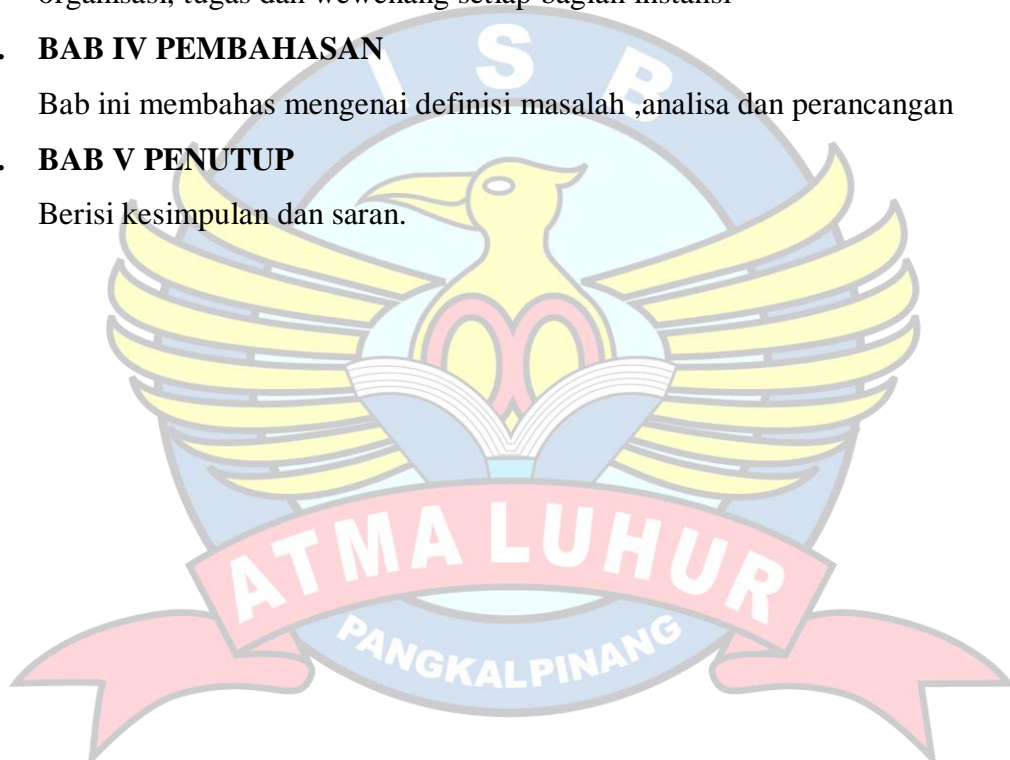 organisasi, tugas dan wewenang setiap bagian instansi
. BAB IV PEMBAHASAN
Bab ini membahas mengenai definisi masalah ,analisa dan perancangan
. BAB V PENUTUP
Berisi kesimpulan dan saran.
I S B
ATMA LUHUR
PANGKALPINANG